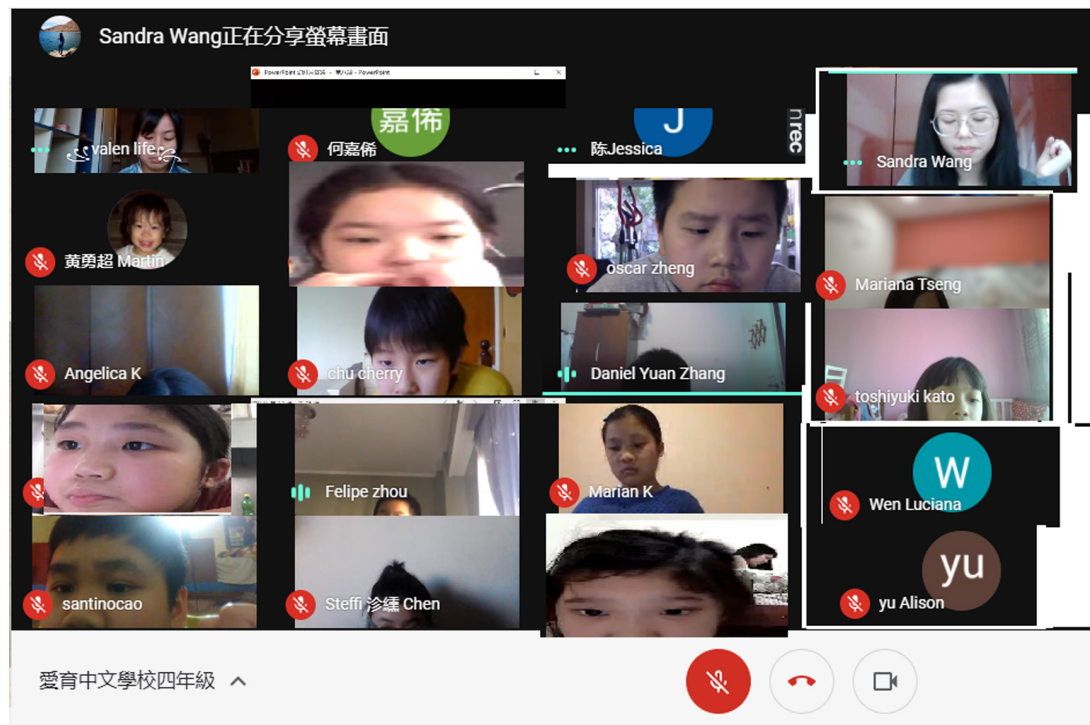 Sandra Wang正在分享螢幕畫面
valen life
嘉俙
何嘉俙
J
陈Jessica
nrec
Sandra Wang
黄勇超 Martin
oscar zheng
Mariana Tseng
Angelica K
chu cherry
Daniel Yuan Zhang
toshiyuki kato
Felipe zhou
Marian K
W
Wen Luciana
santinocao
Chen
Steffi
yu
yu Alison
愛育中文學校四年級